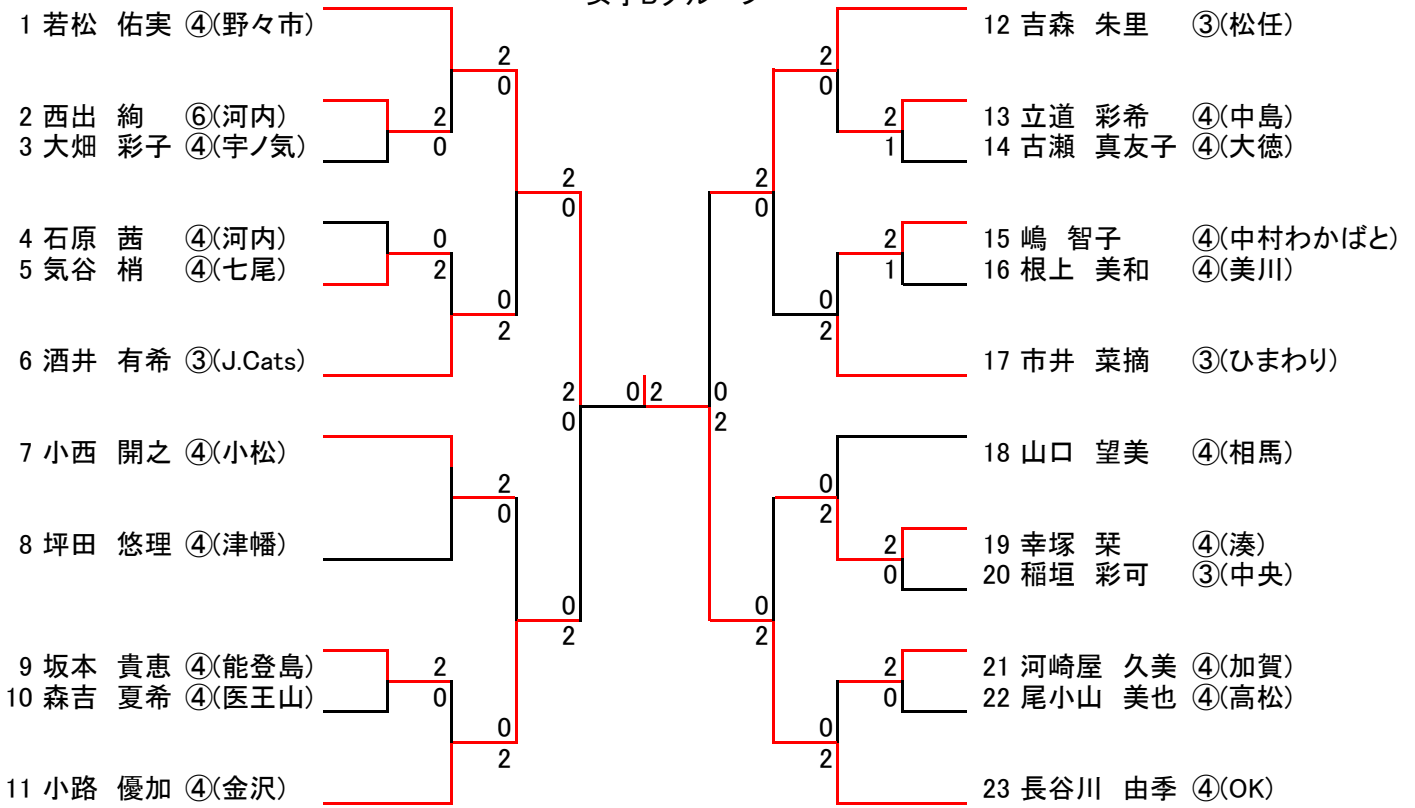 1 若松 佑実 ④(野々市)
2 西出 絢 ⑥(河内)
3 大畑 彩子 ④(宇ノ気)
4 石原 茜 ④(河内)
5 気谷 梢 ④(七尾)
6 酒井 有希 ③(J.Cats)
7 小西 開之 ④(小松)
8 坪田 悠理 ④(津幡)
9 坂本 貴恵 ④(能登島)
10 森吉 夏希 ④(医王山)
11 小路 優加 ④(金沢)
2
0
2
0
0
2
0
2
2
0
2
0
2
0
0
2
0
2
2
0
0 2
0
2
2
0
2
1
2
0
2
1
0
2
0
2
2
0
0
2
2
0
0
2
12 吉森 朱里 ③(松任)
13 立道 彩希 ④(中島)
14 古瀬 真友子 ④(大徳)
15 嶋 智子 ④(中村わかばと)
16 根上 美和 ④(美川)
17 市井 菜摘 ③(ひまわり)
18 山口 望美 ④(相馬)
19 幸塚 栞 ④(湊)
20 稲垣 彩可 ③(中央)
21 河崎屋 久美 ④(加賀)
22 尾小山 美也 ④(高松)
23 長谷川 由季 ④(OK)